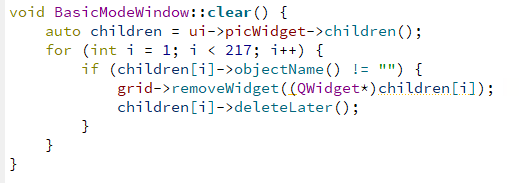 void BasicModeWindow::clear() {
    auto children = ui->picWidget->children();
    for (int i = 1; i < 217; i++) {
        if (children[i]->objectName() != "") {
            grid->removeWidget((QWidget*)children[i]);
            children[i]->deleteLater();
        }
    }
}